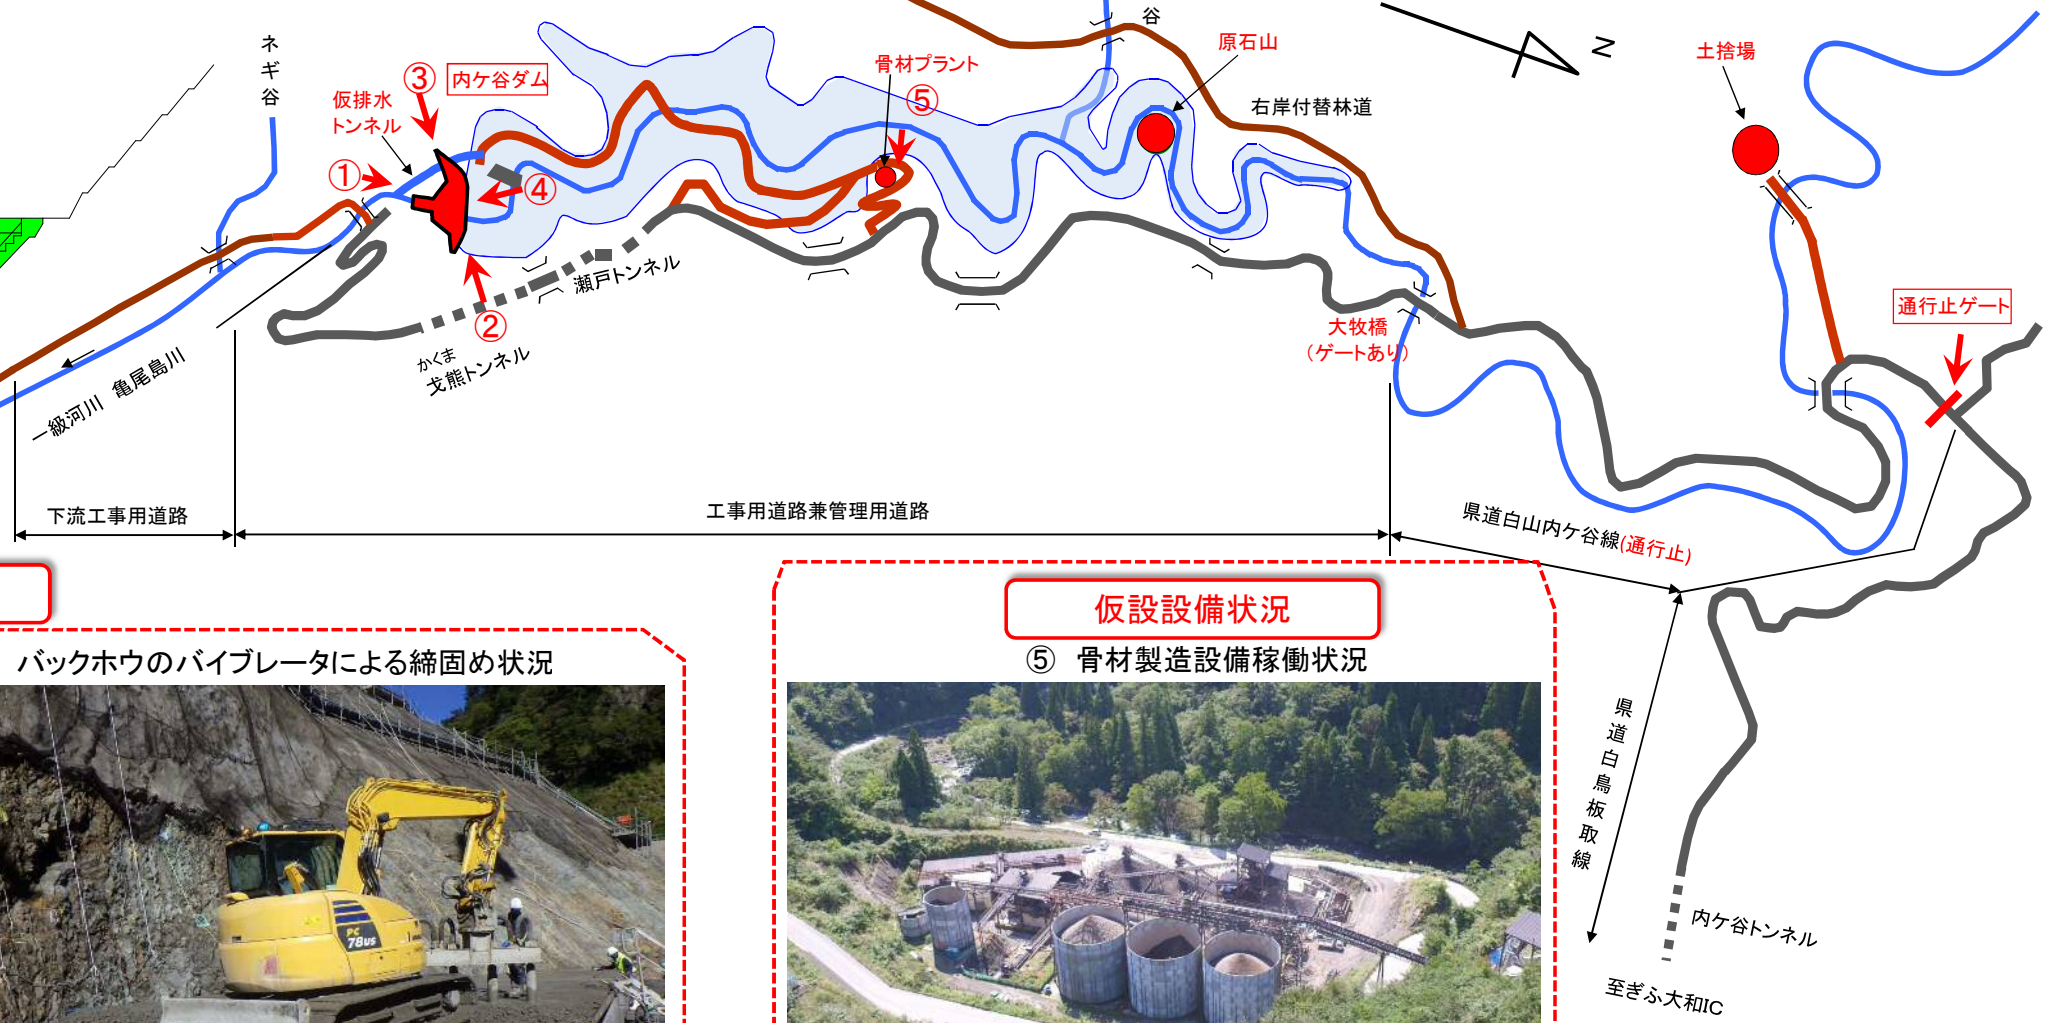 ネギ谷
③
内ケ谷ダム
仮排水
トンネル
①
④
②
骨材プラント
⑤
谷
原石山
右岸付替林道
N
土捨場
通行止ゲート
瀬戸トンネル
かくま
戈熊トンネル
大牧橋
（ゲートあり）
一級河川 亀尾島川
下流工事用道路
工事用道路兼管理用道路
県道白山内ケ谷線(通行止)
県道白鳥板取線
内ケ谷トンネル
至ぎふ大和IC
バックホウのバイブレータによる締固め状況
PC
78US
仮設設備状況
⑤ 骨材製造設備稼働状況